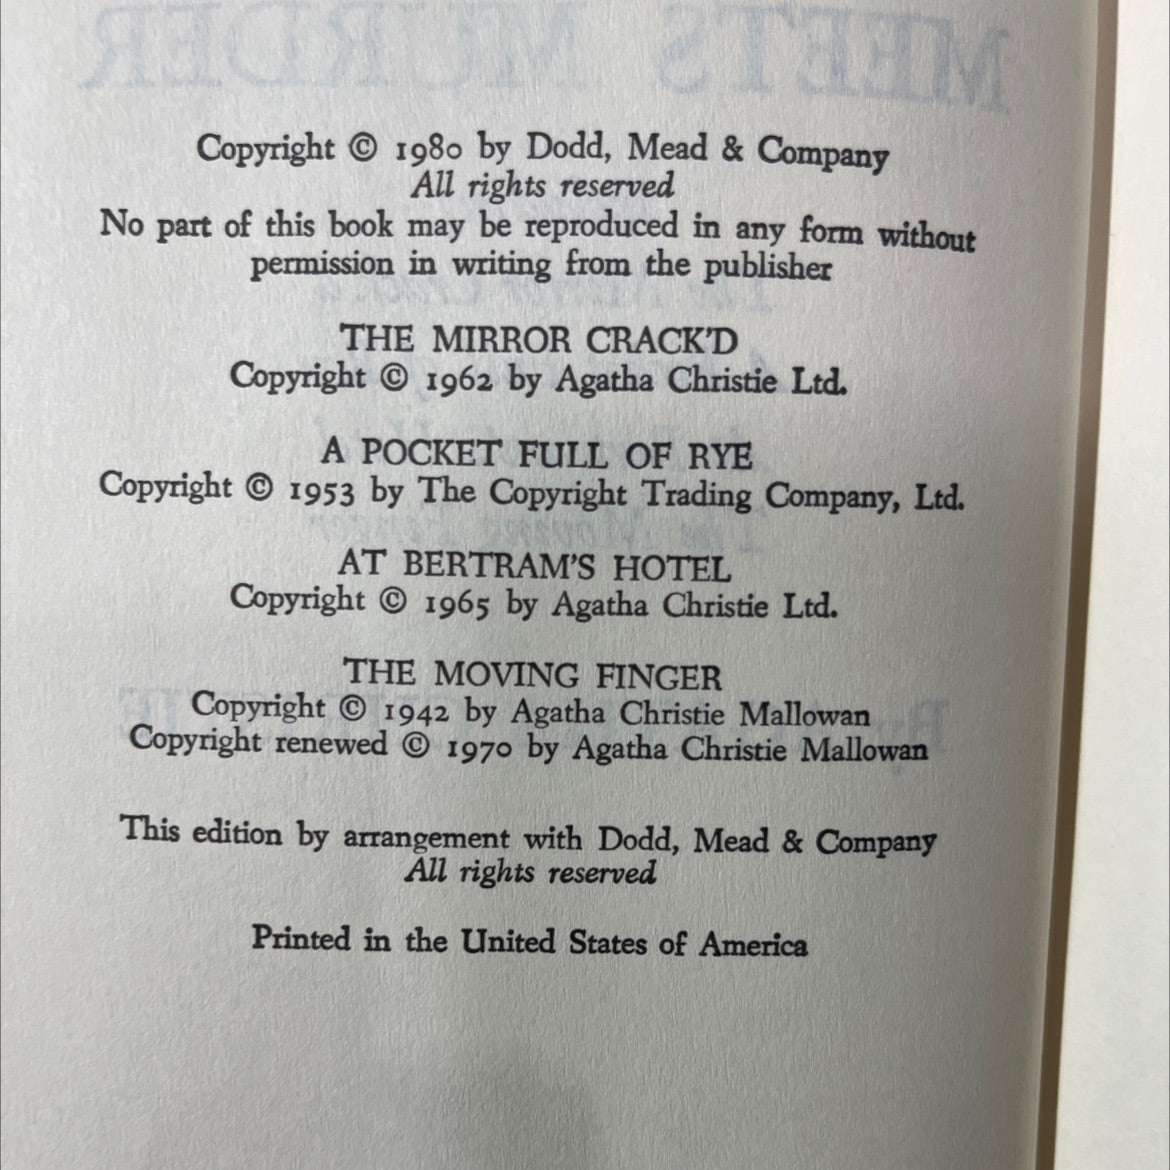 MEETS MURDER
Copyright © 1980 by Dodd, Mead & Company
All rights reserved
No part of this book may be reproduced in any form without
permission in writing from the publisher
THE MIRROR CRACK'D
Copyright © 1962 by Agatha Christie Ltd.
A POCKET FULL OF RYE
Copyright © 1953 by The Copyright Trading Company, Ltd.
AT BERTRAM'S HOTEL
Copyright © 1965 by Agatha Christie Ltd.
THE MOVING FINGER
Copyright © 1942 by Agatha Christie Mallowan
Copyright renewed © 1970 by Agatha Christie Mallowan
This edition by arrangement with Dodd, Mead & Company
All rights reserved
Printed in the United States of America